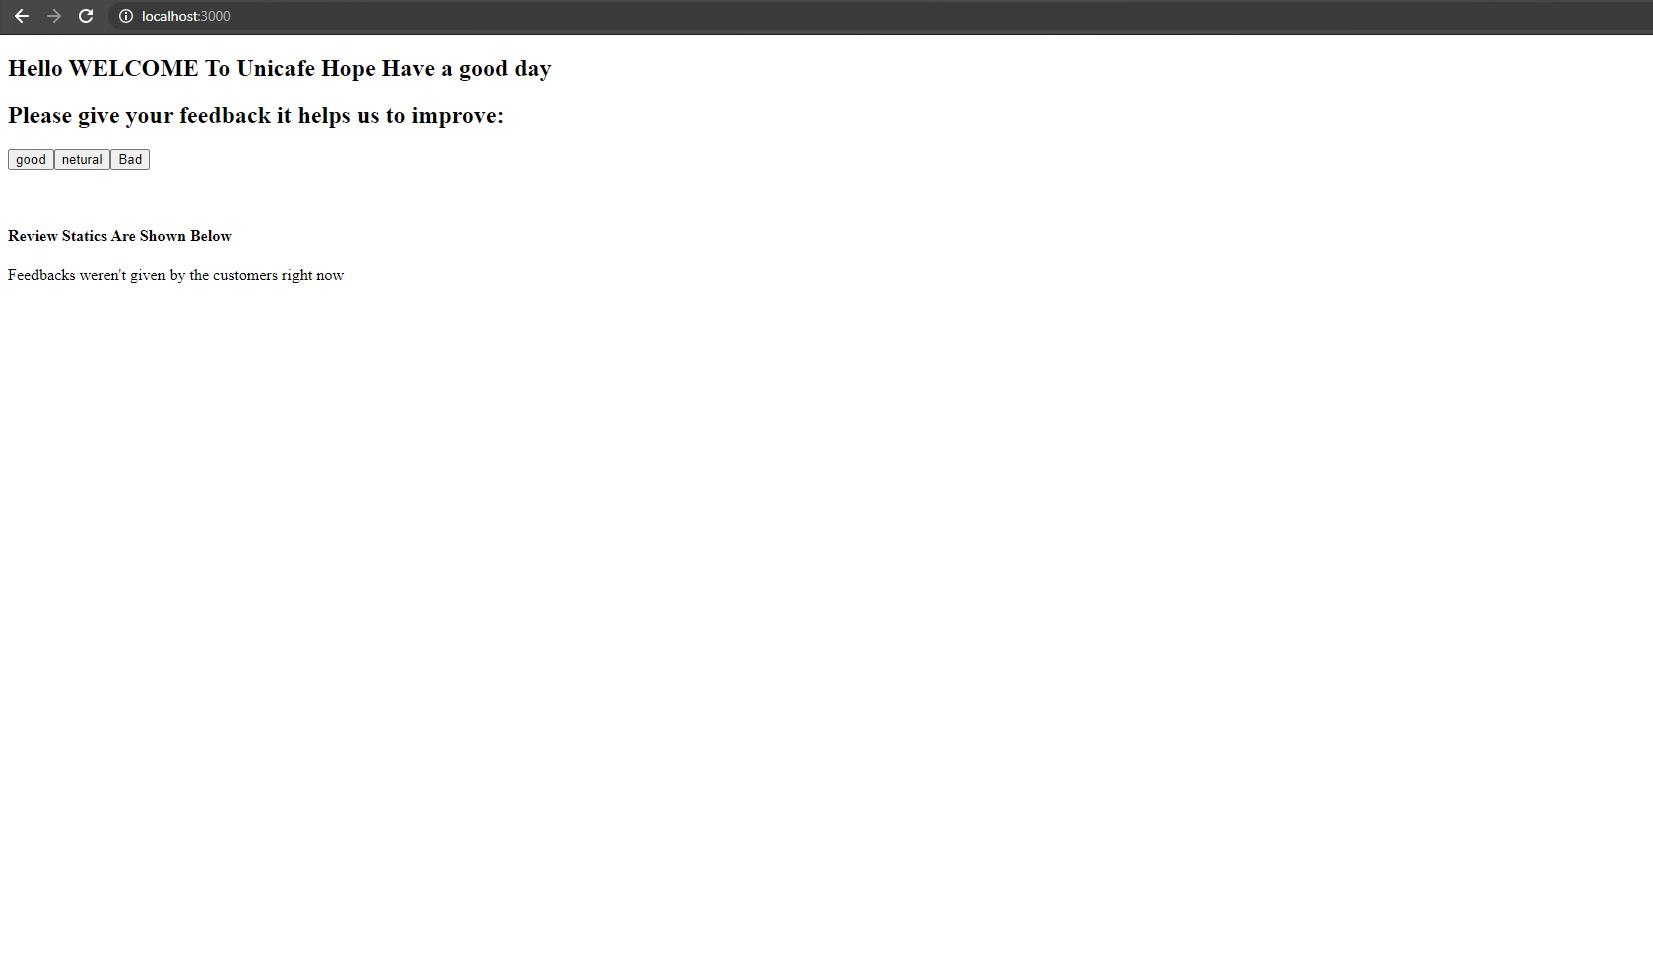 localhost:3000
Hello WELCOME To Unicafe Hope Have a good day
Please give your feedback it helps us to improve:
good netural Bad
Review Statics Are Shown Below
Feedbacks weren't given by the customers right now